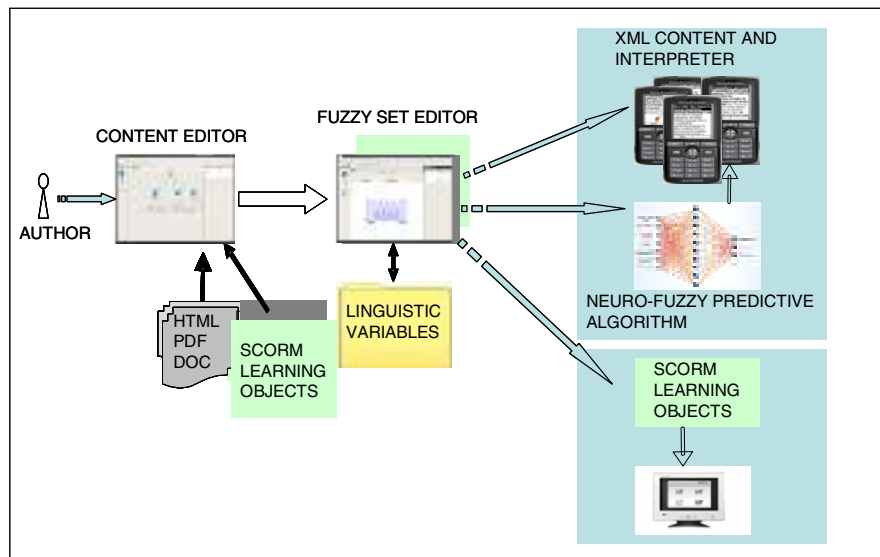 XML CONTENT AND
INTERPRETER
FUZZY SET EDITOR
CONTENT EDITOR
AUTHOR
HTML
PDF
DOC
SCORM
LEARNING
OBJECTS
LINGUISTIC
VARIABLES
NEURO-FUZZY PREDICTIVE
ALGORITHM
SCORM
LEARNING
OBJECTS